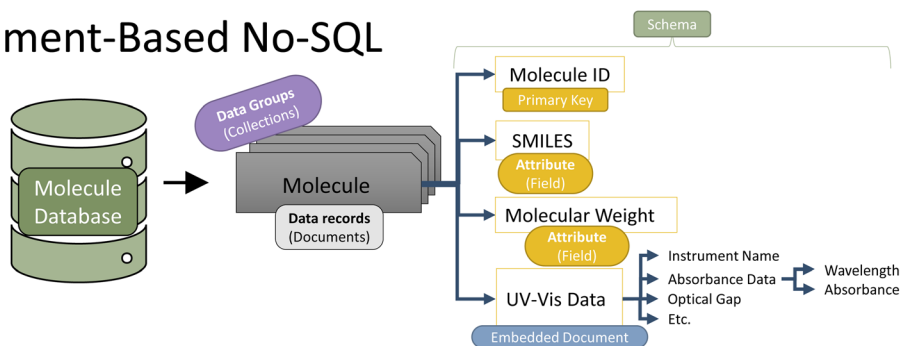 ment-Based No-SQL
Schema
Molecule ID
Primary Key
Data Groups
(Collections)
SMILES
Attribute
(Field)
Molecule
Database
Molecule
Data records
(Documents)
Molecular Weight
Attribute
(Field)
UV-Vis Data
Embedded Document
Instrument Name
Absorbance Data
Optical Gap
Etc.
Wavelength
Absorbance